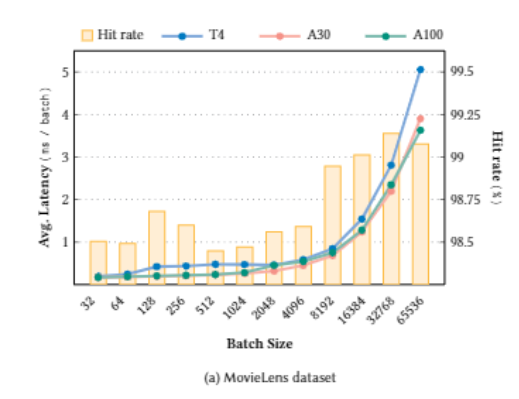 Hit rate T4 A30 A100
5
4
3
2
1
99.5
99.25
99
98.75
98.5
Avg. Latency (ms / batch)
Hit rate (%)
32 64 128 256 512 1024 2048 4096 8192 16384 32768 65536
Batch Size
(a) MovieLens dataset